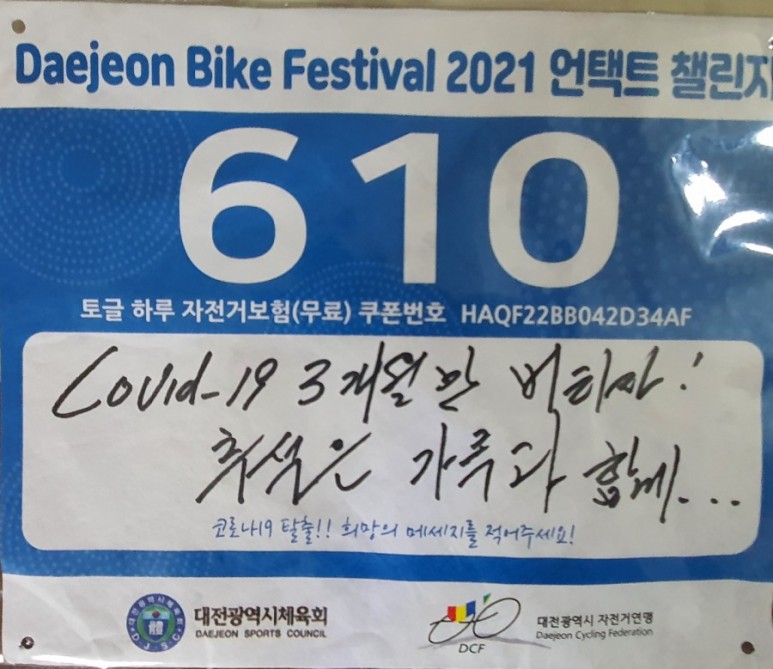 Daejeon Bike Festival 2021 언택트 챌린지
610
토글 하루 자전거보험(무료) 쿠폰번호 HAQF22BB042D34AF
Covid-19 3개월만 버티자!
추석은 가루과 함께...
코로나19 탈출!! 희망의 메세지를 적어주세요!
대전광역시체육회
DAEJEON SPORTS COUNCIL
DCF
대전광역시 자전거연맹
Daejeon Cycling Federation